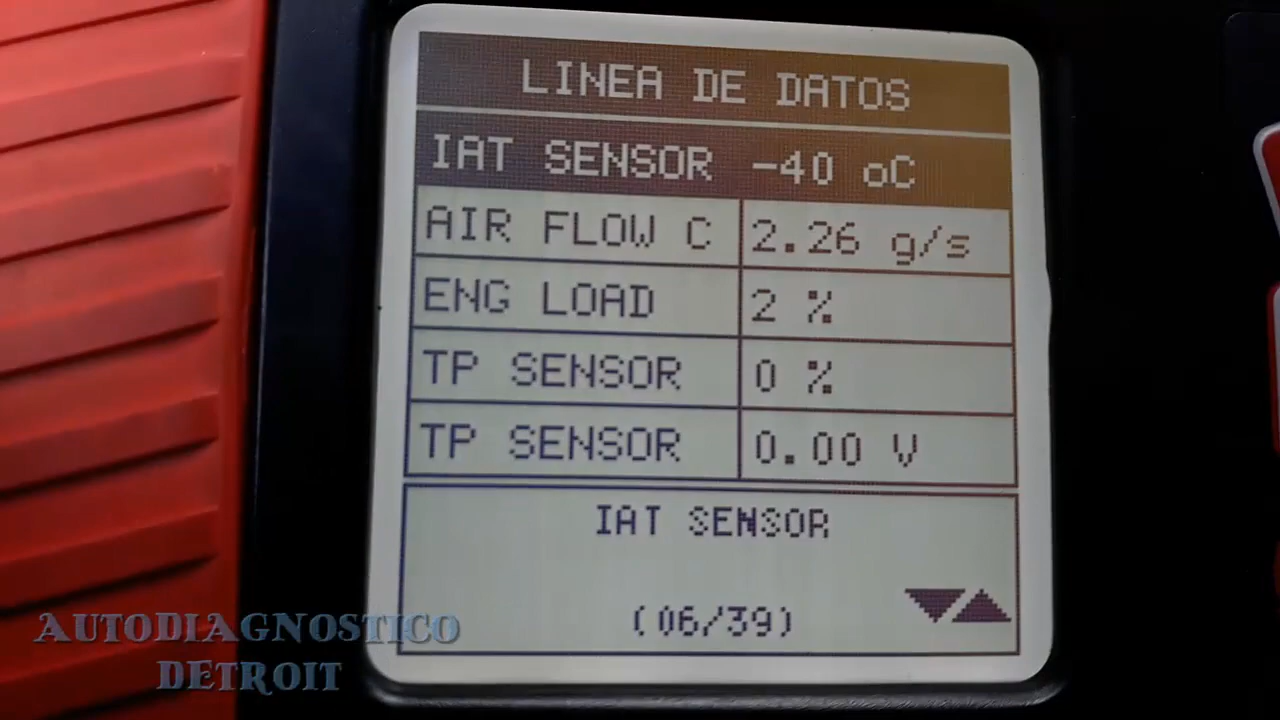 LINEA DE DATOS
IAT SENSOR -40 oC
AIR FLOW C 2.26 g/s
ENG LOAD 2 %
TP SENSOR 0 %
TP SENSOR 0.00 V
IAT SENSOR
(06/39)
AUTODIAGNOSTICO
DETROIT